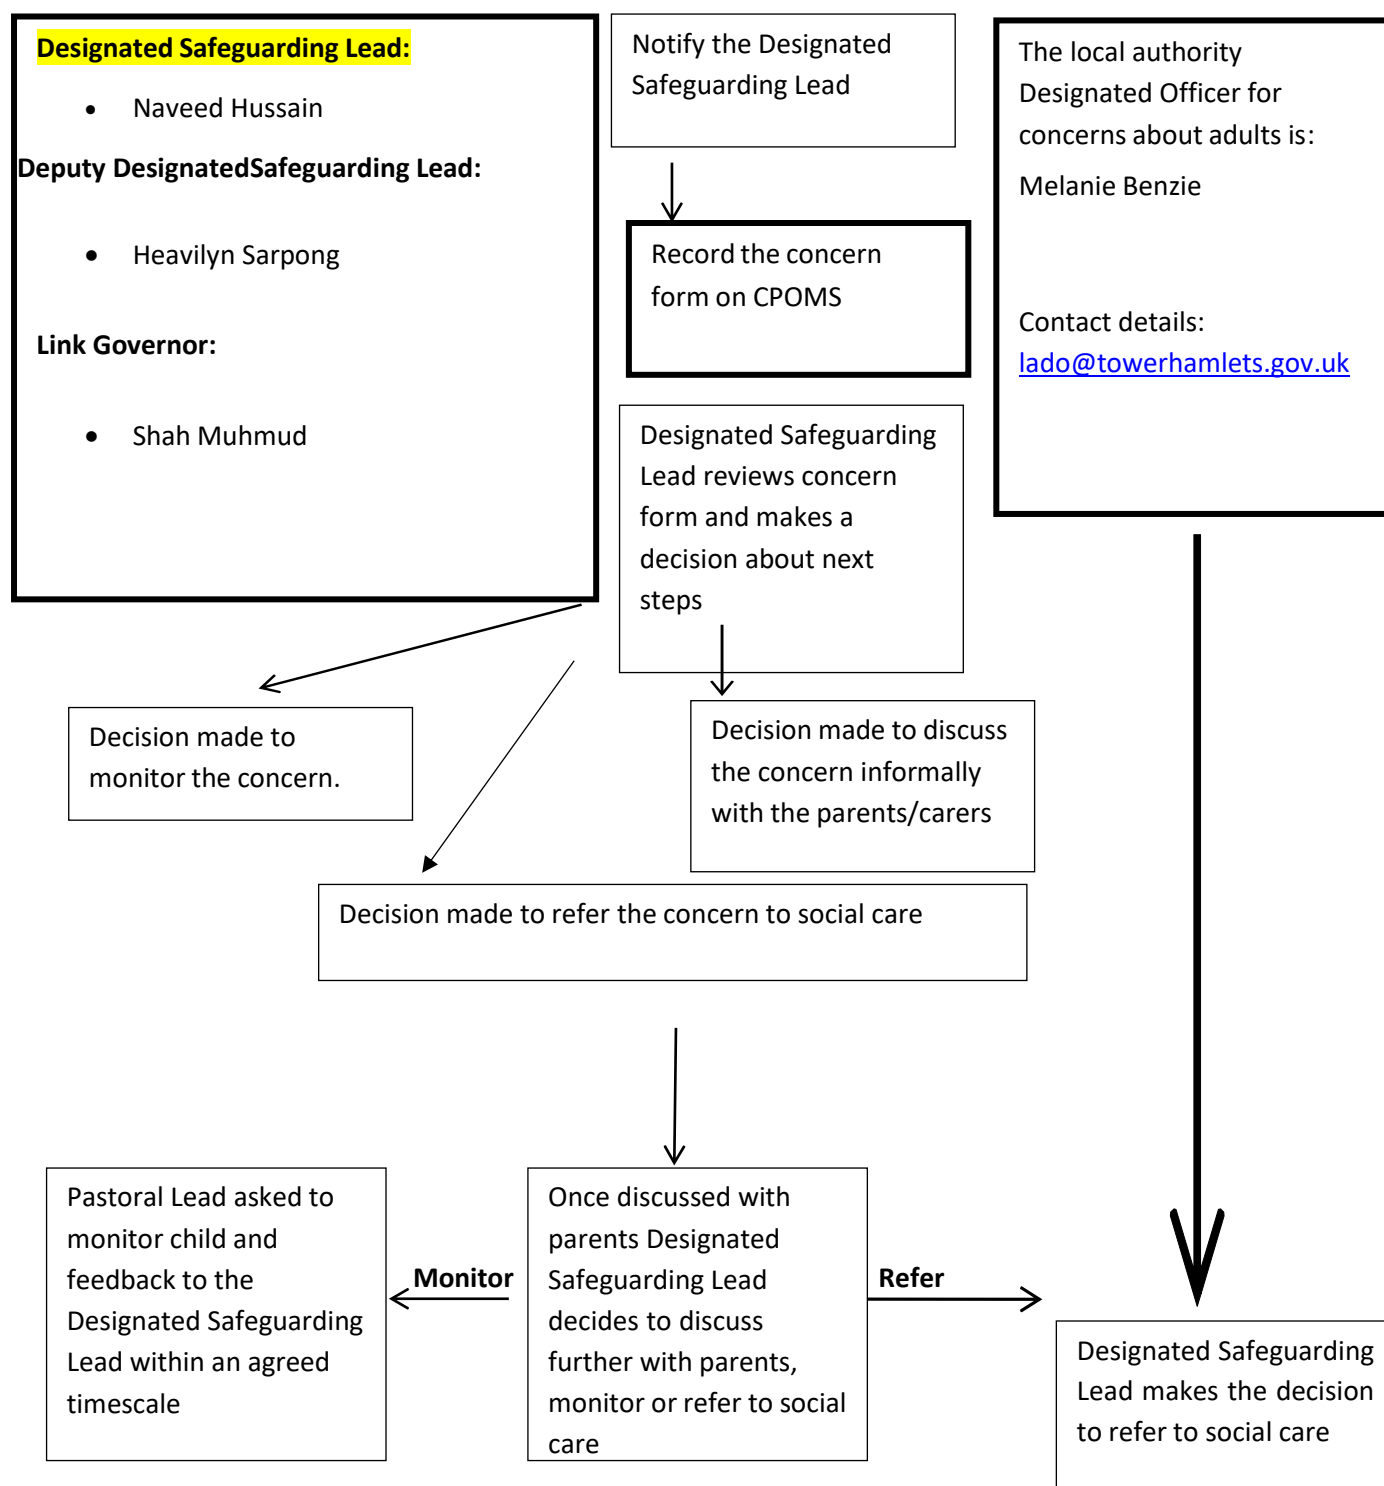 Designated Safeguarding Lead:
• Naveed Hussain
Deputy DesignatedSafeguarding Lead:
• Heavilyn Sarpong
Link Governor:
• Shah Muhmud
Notify the Designated
Safeguarding Lead
Record the concern
form on CPOMS
The local authority
Designated Officer for
concerns about adults is:
Melanie Benzie
Contact details:
lado@towerhamlets.gov.uk
Designated Safeguarding
Lead reviews concern
form and makes a
decision about next
steps
Decision made to
monitor the concern.
Decision made to discuss
the concern informally
with the parents/carers
Decision made to refer the concern to social care
Pastoral Lead asked to
monitor child and
feedback to the
Designated Safeguarding
Lead within an agreed
timescale
Monitor
Once discussed with
parents Designated
Safeguarding Lead
decides to discuss
further with parents,
monitor or refer to social
care
Refer
Designated Safeguarding
Lead makes the decision
to refer to social care